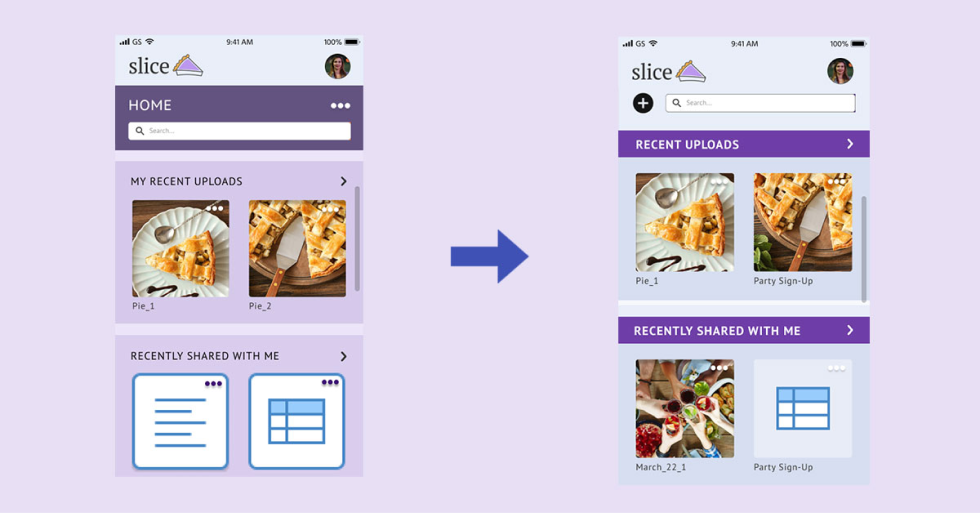 GS 9:41 AM 100%
slice
HOME
Search...
MY RECENT UPLOADS
Pie_1 Pie_2
RECENTLY SHARED WITH ME
GS 9:41 AM 100%
slice
Search...
RECENT UPLOADS
Pie_1 Party Sign-Up
RECENTLY SHARED WITH ME
March_22_1 Party Sign-Up